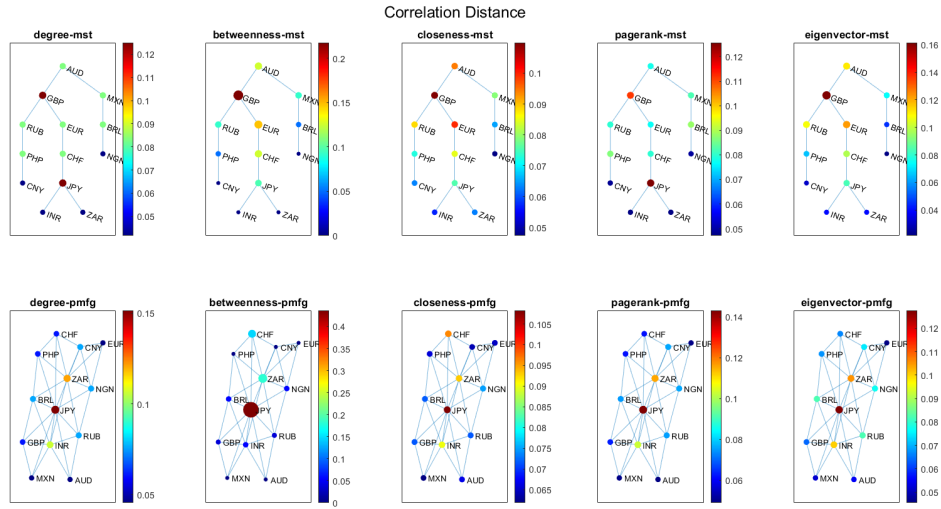 Correlation Distance
degree-mst
AUD
GBP
MXN
RUB
EUR
BRL
PHP
CHF
NGN
CNY
JPY
INR
ZAR
0.12
0.11
0.1
0.09
0.08
0.07
0.06
0.05
betweenness-mst
AUD
GBP
MXN
RUB
EUR
BRL
PHP
CHF
NGN
CNY
JPY
INR
ZAR
0.2
0.15
0.1
0.05
0
closeness-mst
AUD
GBP
MXN
RUB
EUR
BRL
PHP
CHF
NGN
CNY
JPY
INR
ZAR
0.1
0.09
0.08
0.07
0.06
0.05
pagerank-mst
AUD
GBP
MXN
RUB
EUR
BRL
PHP
CHF
NGN
CNY
JPY
INR
ZAR
0.12
0.11
0.1
0.09
0.08
0.07
0.06
0.05
eigenvector-mst
AUD
GBP
MXN
RUB
EUR
BRL
PHP
CHF
NGN
CNY
JPY
INR
ZAR
0.16
0.14
0.12
0.1
0.08
0.06
0.04
degree-pmfg
CHF
CNY
EUR
PHP
ZAR
NGN
BRL
JPY
RUB
GBP
INR
MXN
AUD
0.15
0.1
0.05
betweenness-pmfg
CHF
CNY
EUR
PHP
ZAR
NGN
BRL
PY
RUB
GBP
INR
MXN
AUD
0.4
0.35
0.3
0.25
0.2
0.15
0.1
0.05
0
closeness-pmfg
CHF
CNY
EUR
PHP
ZAR
NGN
BRL
JPY
RUB
GBP
INR
MXN
AUD
0.105
0.1
0.095
0.09
0.085
0.08
0.075
0.07
0.065
pagerank-pmfg
CHF
CNY
EUR
PHP
ZAR
NGN
BRL
JPY
RUB
GBP
INR
MXN
AUD
0.14
0.12
0.1
0.08
0.06
eigenvector-pmfg
CHF
CNY
EUR
PHP
ZAR
NGN
BRL
JPY
RUB
GBP
INR
MXN
AUD
0.12
0.11
0.1
0.09
0.08
0.07
0.06
0.05